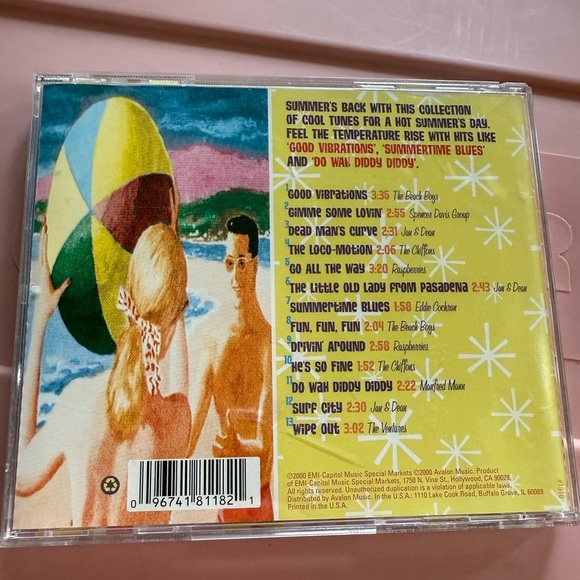 SUMMER'S BACK WITH THIS COLLECTION
OF COOL TUNES FOR A HOT SUMMER'S DAY.
FEEL THE TEMPERATURE RISE WITH HITS LIKE
'GOOD VIBRATIONS', 'SUMMERTIME BLUES'
AND 'DO WAH DIDDY DIDDY'.
1 GOOD VIBRATIONS 3:35 The Beach Boys
2 GIMME SOME LOVIN' 2:55 Spencer Davis Group
3 DEAD MAN'S CURVE 2:31 Jan & Dean
4 THE LOCO-MOTION 2:06 The Chiffons
5 GO ALL THE WAY 3:20 Raspberries
6 THE LITTLE OLD LADY FROM PASADENA 2:43 Jan & Dean
7 SUMMERTIME BLUES 1:58 Eddie Cochran
8 FUN, FUN, FUN 2:04 The Beach Boys
9 DRIVIN' AROUND 2:58 Raspberries
10 HE'S SO FINE 1:52 The Chiffons
11 DO WAH DIDDY DIDDY 2:22 Manfred Mann
12 SURF CITY 2:30 Jan & Dean
13 WIPE OUT 3:02 The Ventures
©2000 EMI-Capitol Music Special Markets ©2000 Avalon Music. Product
of EMI-Capitol Music Special Markets, 1750 N. Vine St., Hollywood, CA 90028.
All rights reserved. Unauthorized duplication is a violation of applicable laws.
Distributed by Avalon Music. In the U.S.A.: 1110 Lake Cook Road, Buffalo Grove, IL 60089
Printed in the U.S.A.
0 96741 81182 1